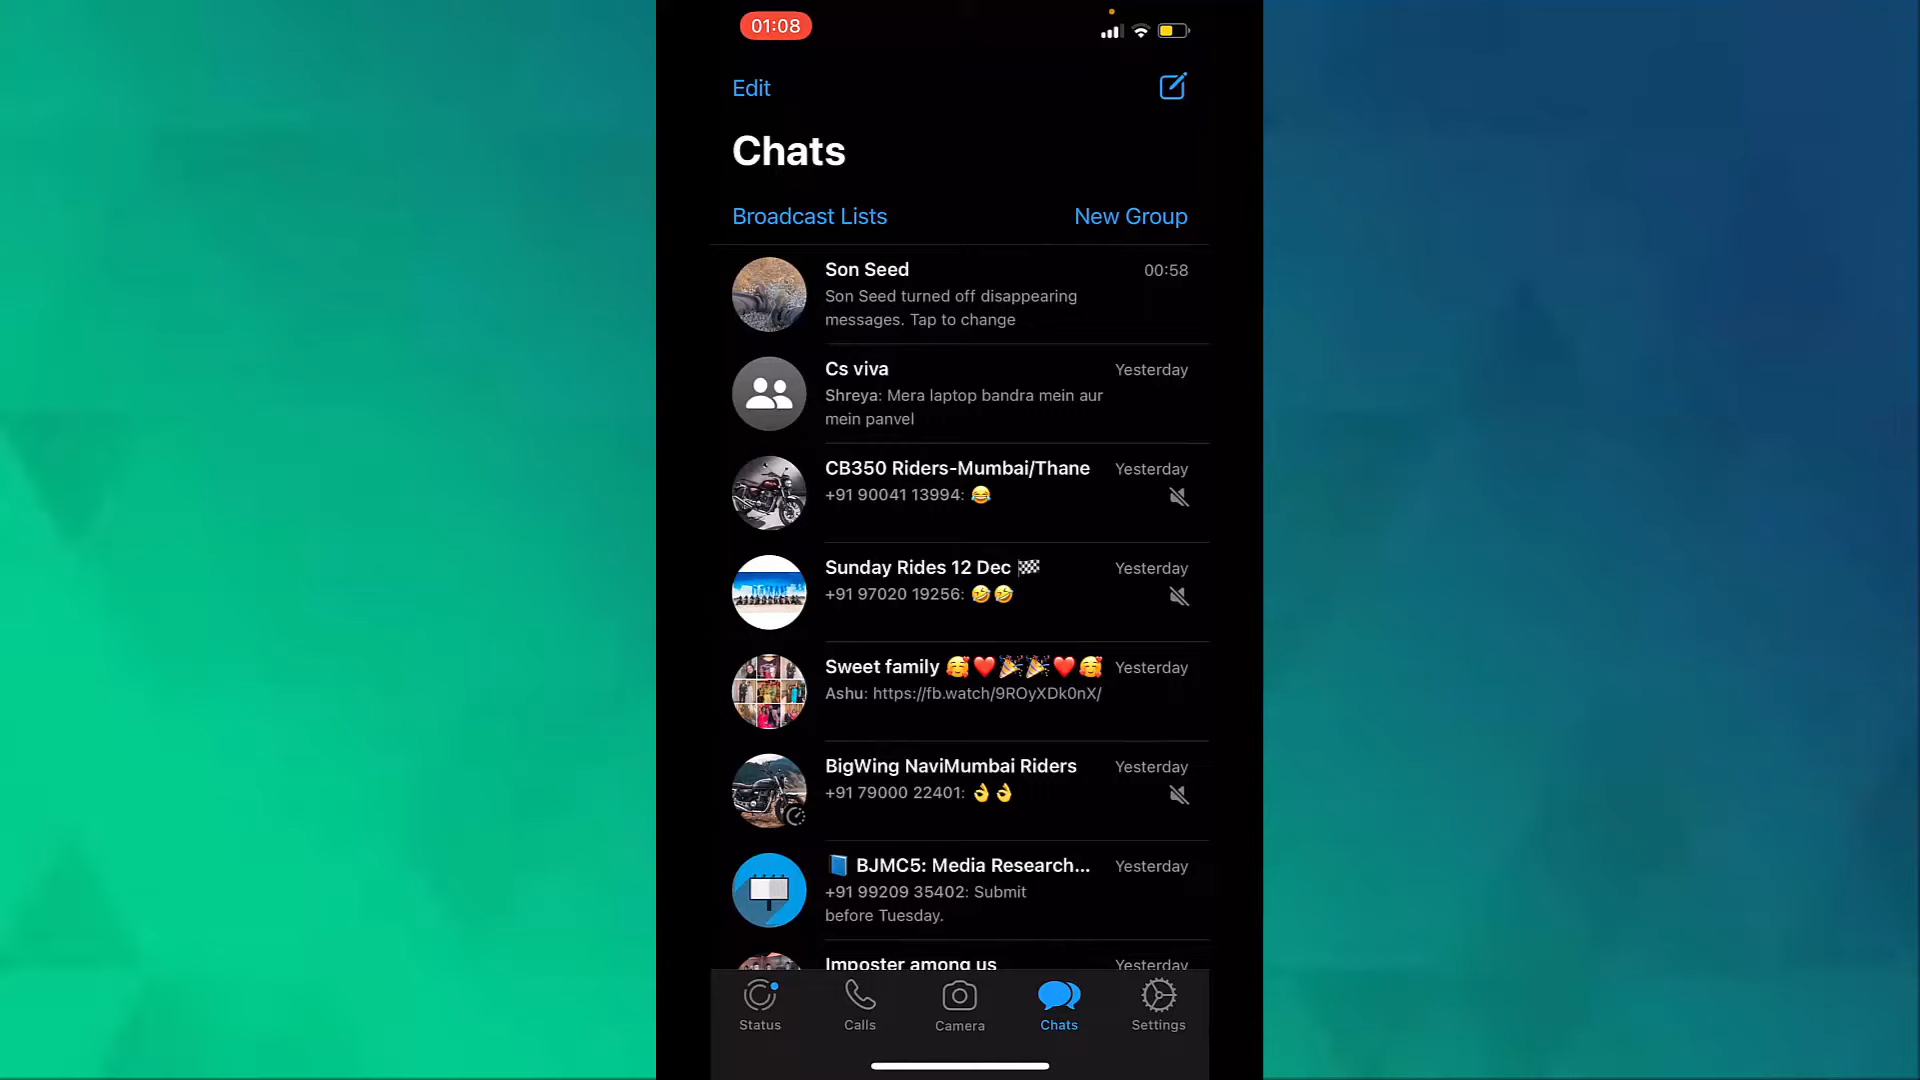 01:08
Edit
Chats
Broadcast Lists
New Group
Son Seed
00:58
Son Seed turned off disappearing
messages. Tap to change
Cs viva
Yesterday
Shreya: Mera laptop bandra mein aur
mein panvel
CB350 Riders-Mumbai/Thane
Yesterday
+91 90041 13994: 😂
Sunday Rides 12 Dec 🏁
Yesterday
+91 97020 19256: 🤣🤣
Sweet family 🥰❤️🎉🎉❤️🥰
Yesterday
Ashu: https://fb.watch/9ROyXDk0nX/
BigWing NaviMumbai Riders
Yesterday
+91 79000 22401: 👌👌
📘 BJMC5: Media Research...
Yesterday
+91 99209 35402: Submit
before Tuesday.
Imposter among us
Yesterday
Status
Calls
Camera
Chats
Settings